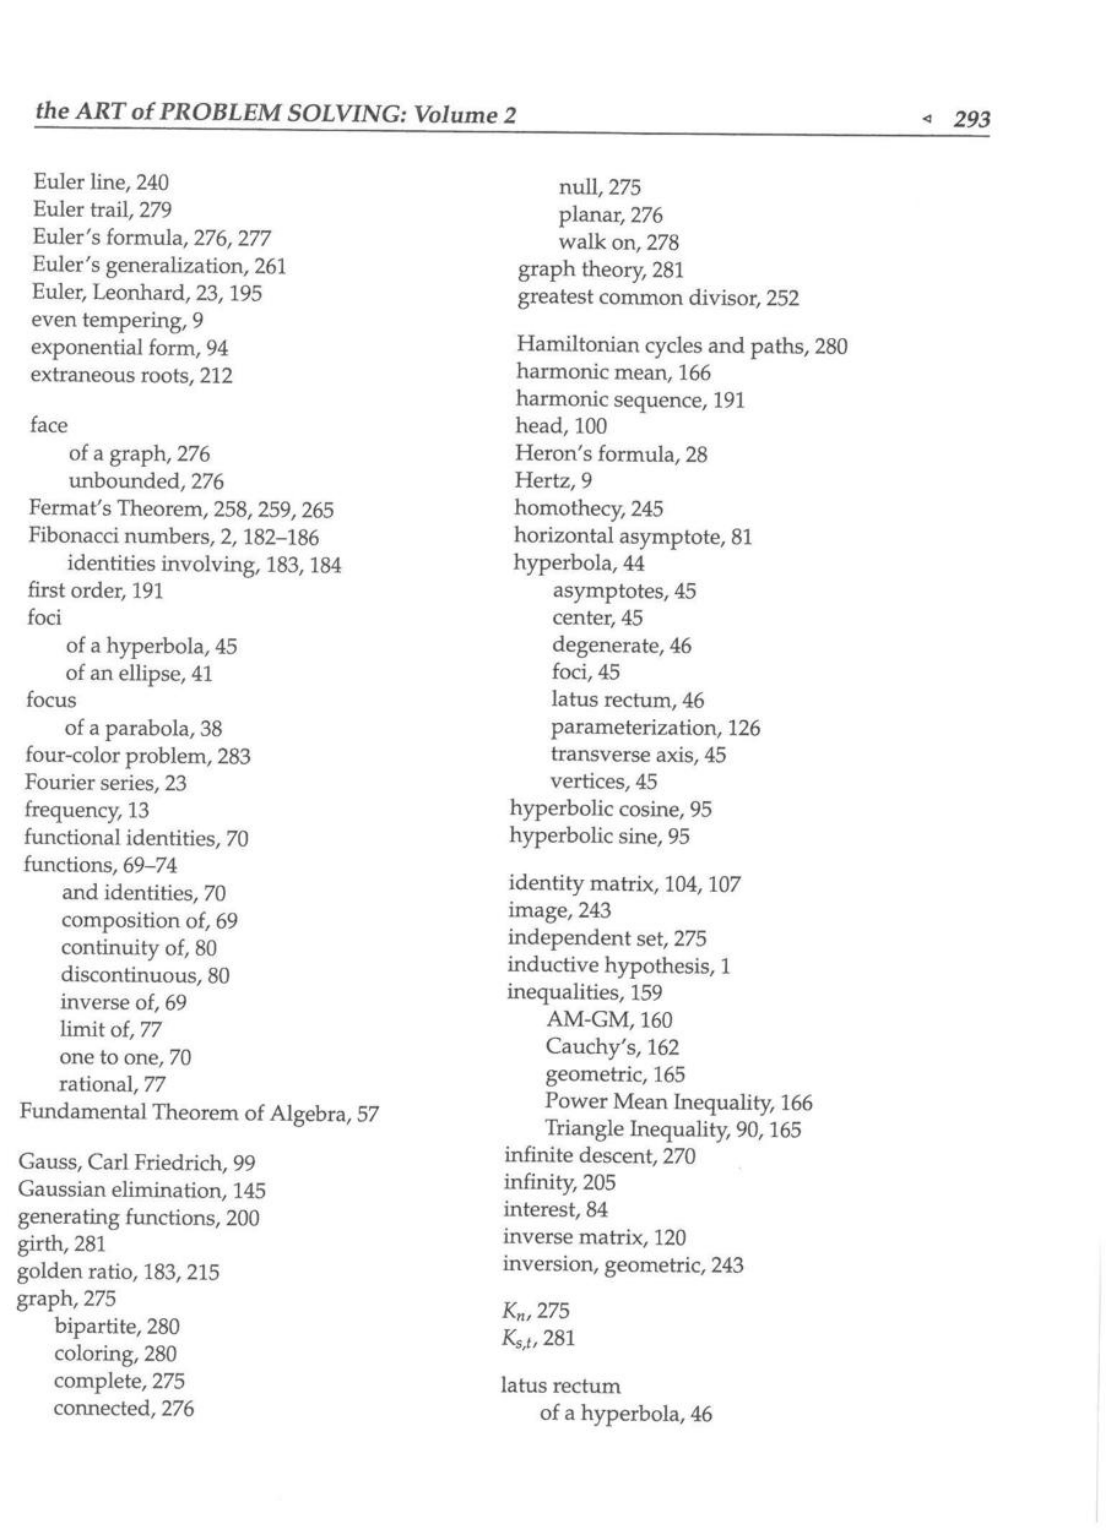 the ART of PROBLEM SOLVING: Volume 2 ◃ 293
Euler line, 240
Euler trail, 279
Euler's formula, 276, 277
Euler's generalization, 261
Euler, Leonhard, 23, 195
even tempering, 9
exponential form, 94
extraneous roots, 212
face
of a graph, 276
unbounded, 276
Fermat's Theorem, 258, 259, 265
Fibonacci numbers, 2, 182–186
identities involving, 183, 184
first order, 191
foci
of a hyperbola, 45
of an ellipse, 41
focus
of a parabola, 38
four-color problem, 283
Fourier series, 23
frequency, 13
functional identities, 70
functions, 69–74
and identities, 70
composition of, 69
continuity of, 80
discontinuous, 80
inverse of, 69
limit of, 77
one to one, 70
rational, 77
Fundamental Theorem of Algebra, 57
Gauss, Carl Friedrich, 99
Gaussian elimination, 145
generating functions, 200
girth, 281
golden ratio, 183, 215
graph, 275
bipartite, 280
coloring, 280
complete, 275
connected, 276
null, 275
planar, 276
walk on, 278
graph theory, 281
greatest common divisor, 252
Hamiltonian cycles and paths, 280
harmonic mean, 166
harmonic sequence, 191
head, 100
Heron's formula, 28
Hertz, 9
homothecy, 245
horizontal asymptote, 81
hyperbola, 44
asymptotes, 45
center, 45
degenerate, 46
foci, 45
latus rectum, 46
parameterization, 126
transverse axis, 45
vertices, 45
hyperbolic cosine, 95
hyperbolic sine, 95
identity matrix, 104, 107
image, 243
independent set, 275
inductive hypothesis, 1
inequalities, 159
AM-GM, 160
Cauchy's, 162
geometric, 165
Power Mean Inequality, 166
Triangle Inequality, 90, 165
infinite descent, 270
infinity, 205
interest, 84
inverse matrix, 120
inversion, geometric, 243
Kn, 275
Ks,t, 281
latus rectum
of a hyperbola, 46